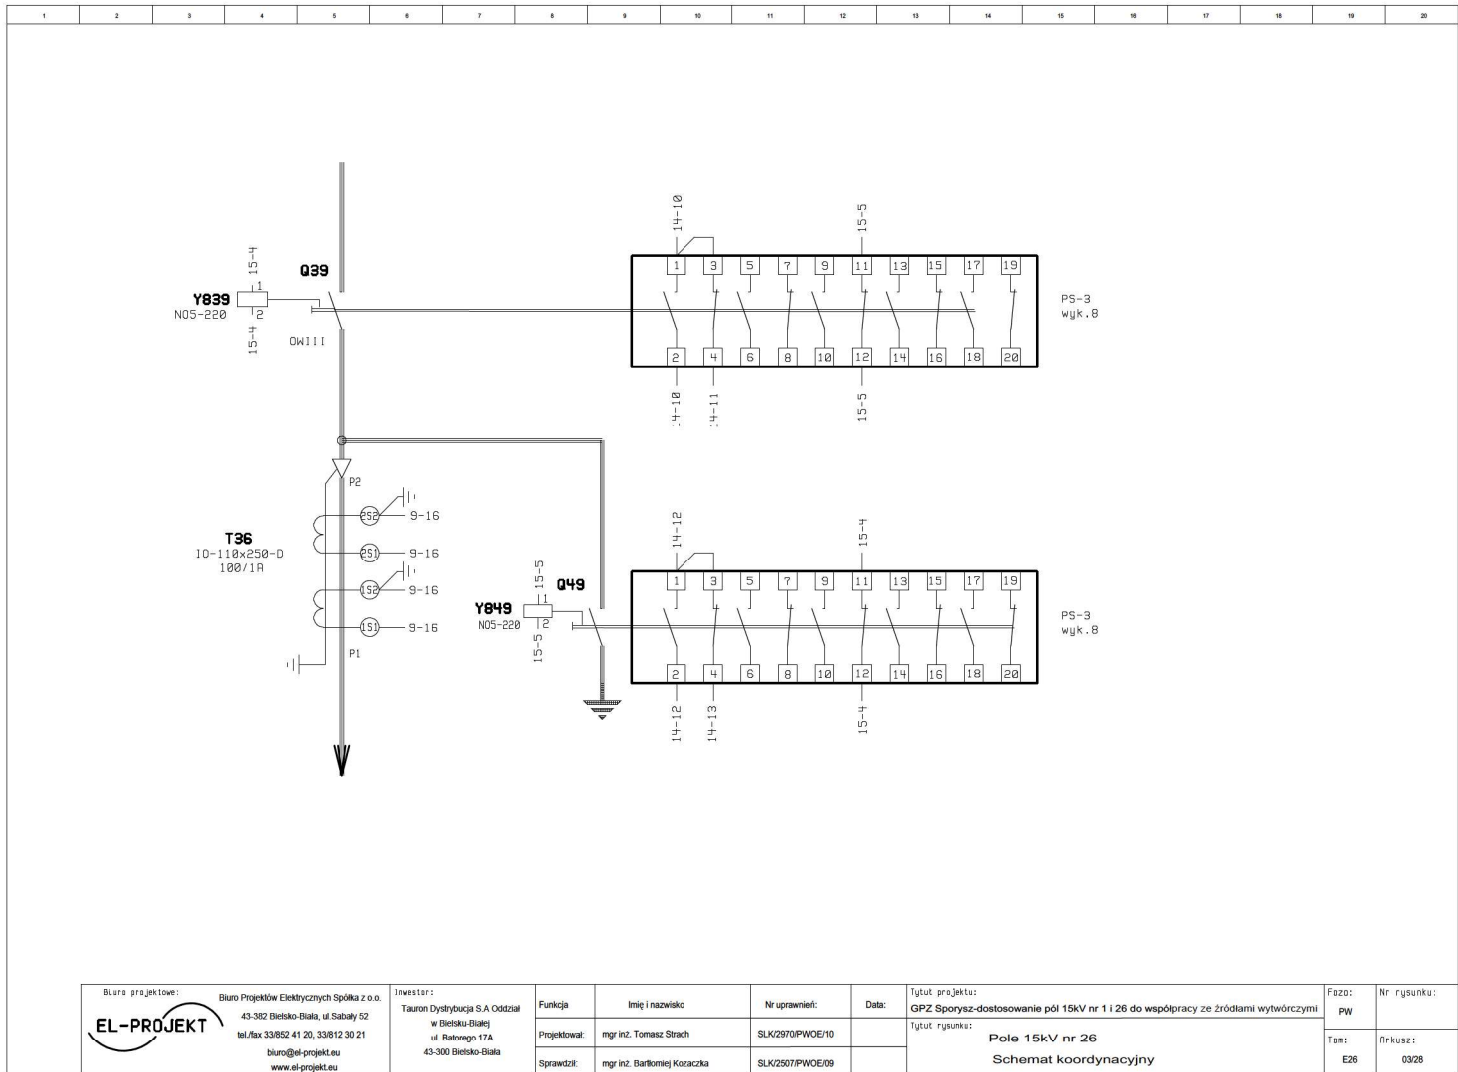 1 2 3 4 5 6 7 8 9 10 11 12 13 14 15 16 17 18 19 20
14-10
15-5
15-4
Q39
1 3 5 7 9 11 13 15 17 19
Y839
1
PS-3
NO5-220
2
wyk.8
15-4
OWIII
2 4 6 8 10 12 14 16 18 20
14-11
15-5
P2
2S2 9-16
T36
IO-110x250-D
2S1 9-16
100/1A
1S2 9-16
1S1 9-16
P1
14-12
15-4
15-5
Q49
1 3 5 7 9 11 13 15 17 19
Y849
1
PS-3
NO5-220
2
wyk.8
15-5
2 4 6 8 10 12 14 16 18 20
14-12
14-13
15-4
Biuro projektowe:
EL-PROJEKT
Biuro Projektów Elektrycznych Spółka z o.o.
43-382 Bielsko-Biała, ul.Sabały 52
tel./fax 33/852 41 20, 33/812 30 21
biuro@el-projekt.eu
www.el-projekt.eu
Inwestor:
Tauron Dystrybucja S.A Oddział
w Bielsku-Białej
ul. Batorego 17A
43-300 Bielsko-Biała
Funkcja Imię i nazwisko Nr uprawnień: Data:
Projektował: mgr inż. Tomasz Strach SLK/2970/PWOE/10
Sprawdził: mgr inż. Bartłomiej Kozaczka SLK/2507/PWOE/09
Tytuł projektu:
GPZ Sporysz-dostosowanie pól 15kV nr 1 i 26 do współpracy ze źródłami wytwórczymi
Tytuł rysunku:
Pole 15kV nr 26
Schemat koordynacyjny
Faza:
PW
Nr rysunku:
Tom:
E26
Arkusz:
03/28